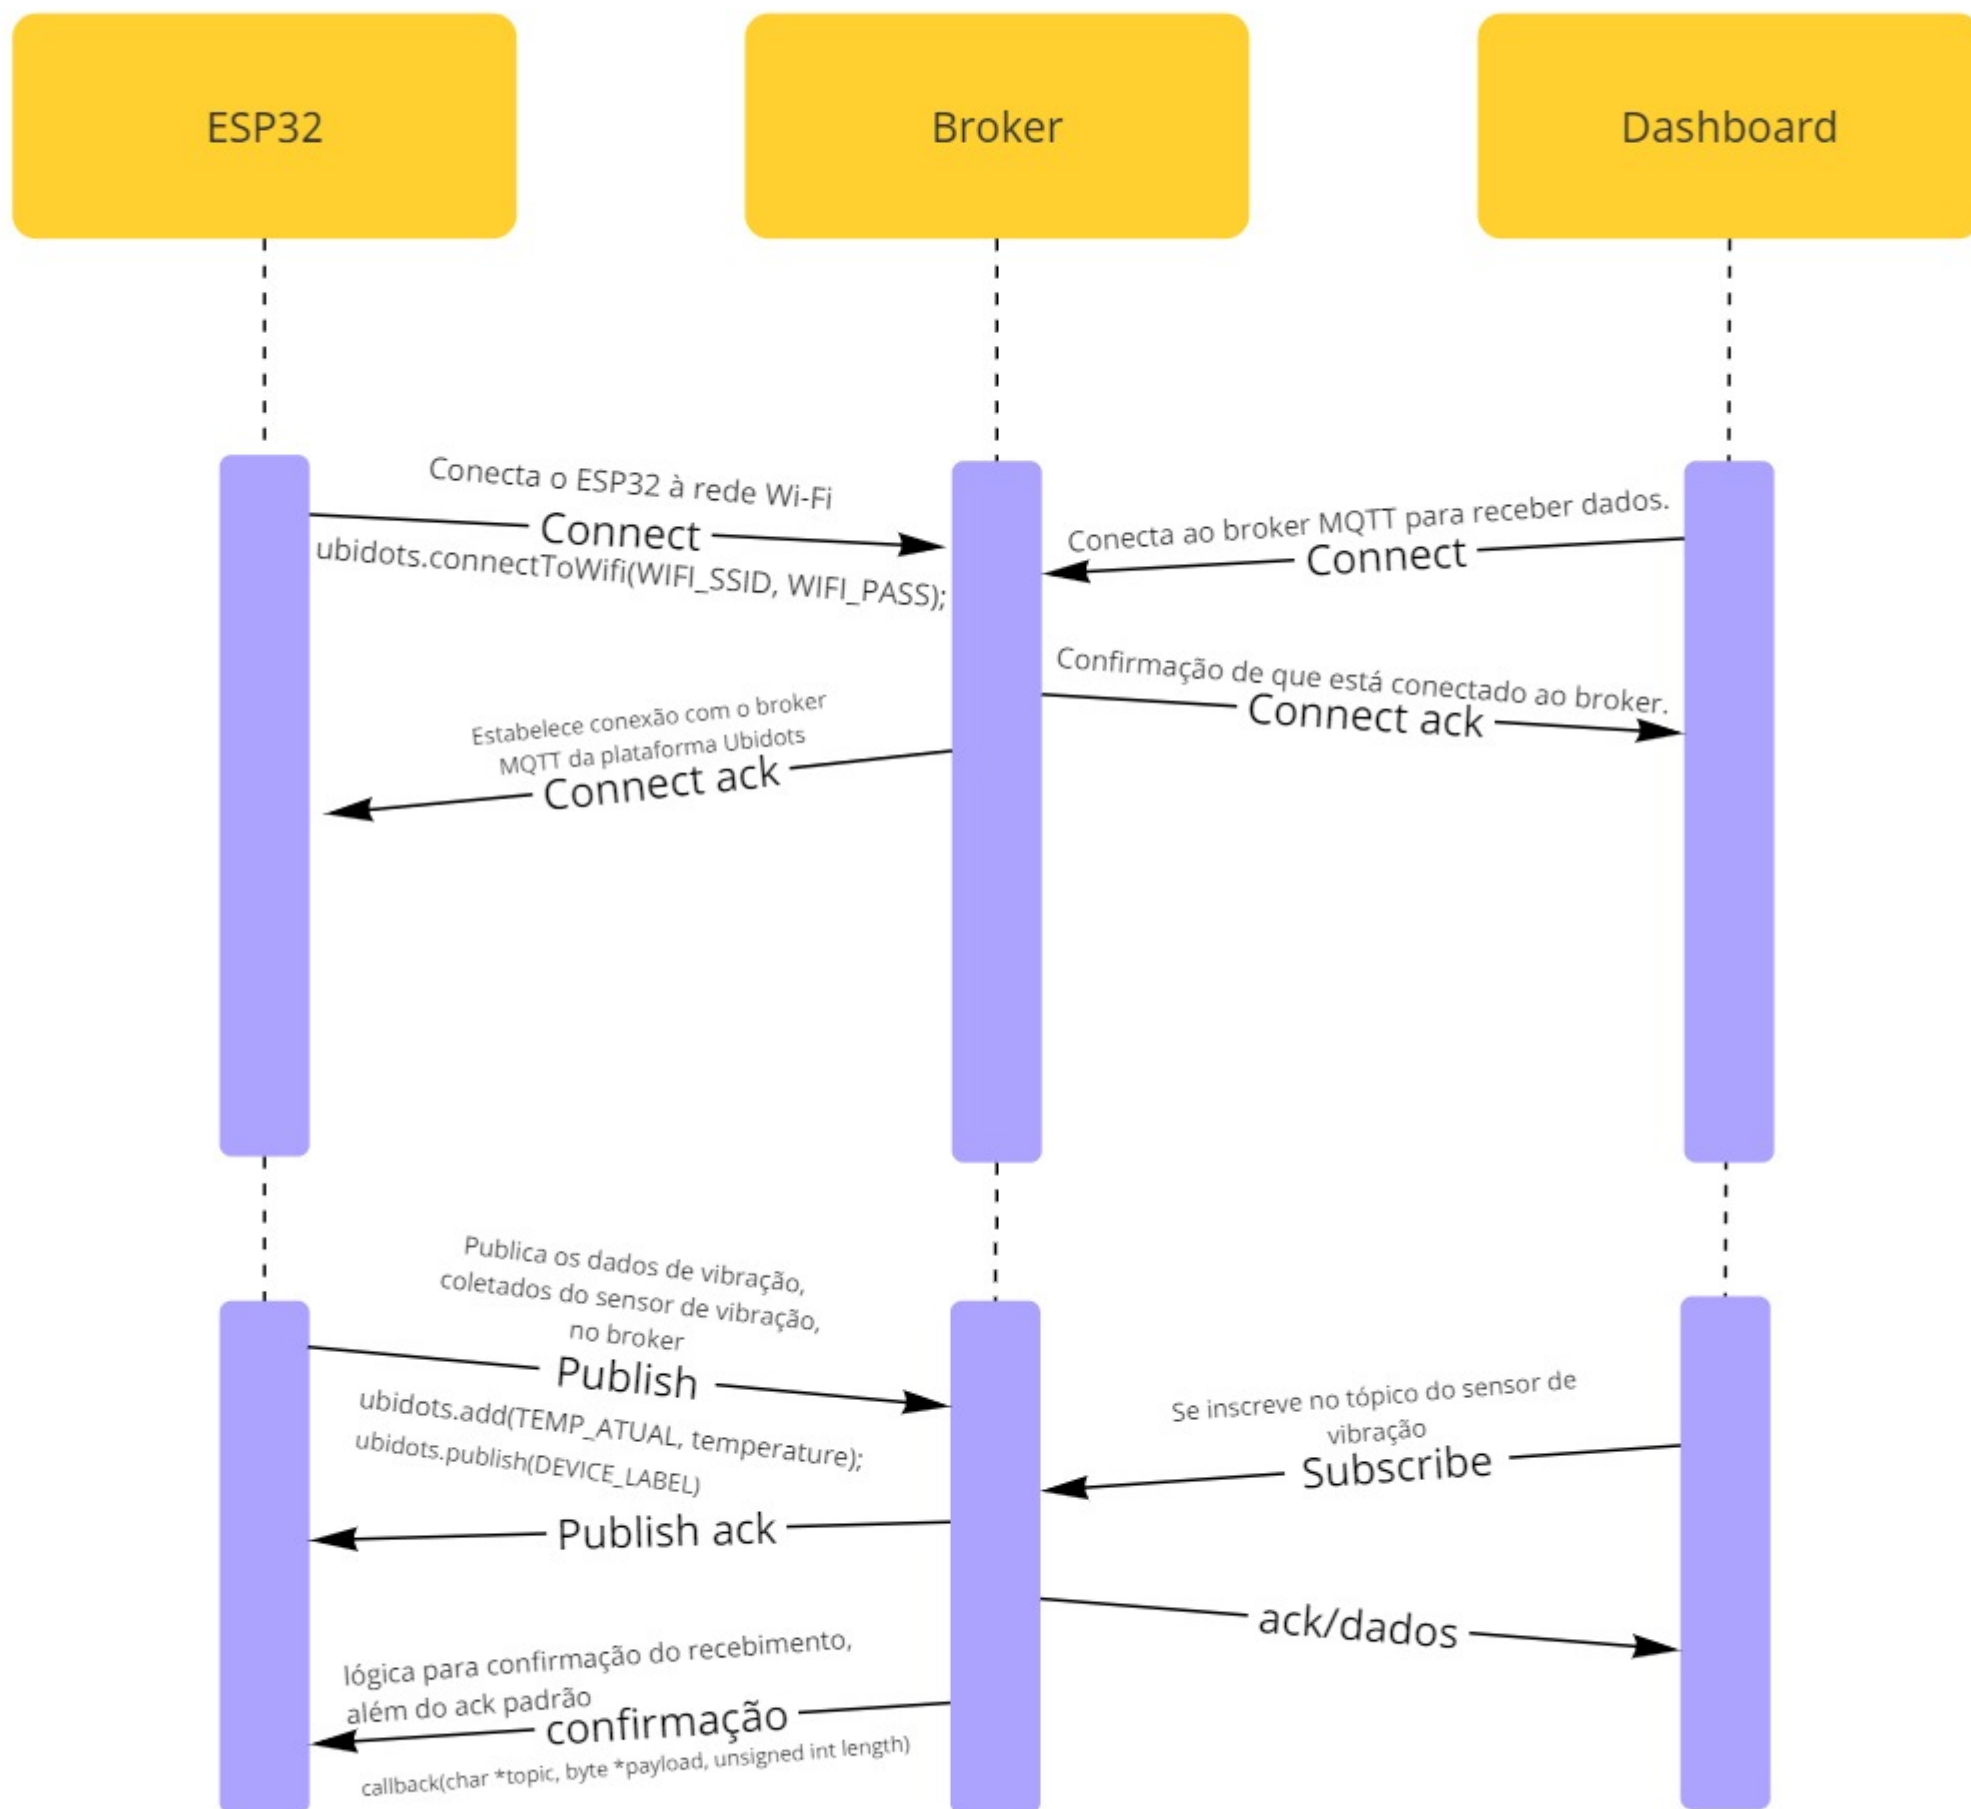 ESP32
Broker
Dashboard
Conecta o ESP32 à rede Wi-Fi
Connect
ubidots.connectToWifi(WIFI_SSID, WIFI_PASS);
Conecta ao broker MQTT para receber dados.
Connect
Confirmação de que está conectado ao broker.
Connect ack
Estabelece conexão com o broker
MQTT da plataforma Ubidots
Connect ack
Publica os dados de vibração,
coletados do sensor de vibração,
no broker
Publish
ubidots.add(TEMP_ATUAL, temperature);
ubidots.publish(DEVICE_LABEL)
Se inscreve no tópico do sensor de
vibração
Subscribe
Publish ack
ack/dados
lógica para confirmação do recebimento,
além do ack padrão
confirmação
callback(char *topic, byte *payload, unsigned int length)